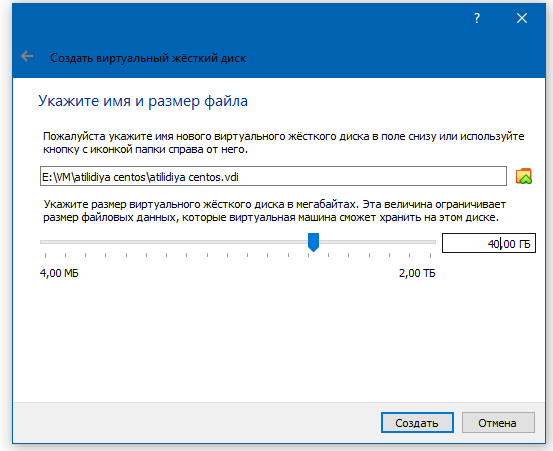 ?
Создать виртуальный жёсткий диск
Укажите имя и размер файла
Пожалуйста укажите имя нового виртуального жёсткого диска в поле снизу или используйте
кнопку с иконкой папки справа от него.
E:\VM\atilidiya centos\atilidiya centos.vdi
Укажите размер виртуального жёсткого диска в мегабайтах. Эта величина ограничивает
размер файловых данных, которые виртуальная машина сможет хранить на этом диске.
40,00 ГБ
4,00 МБ 2,00 ТБ
Создать Отмена